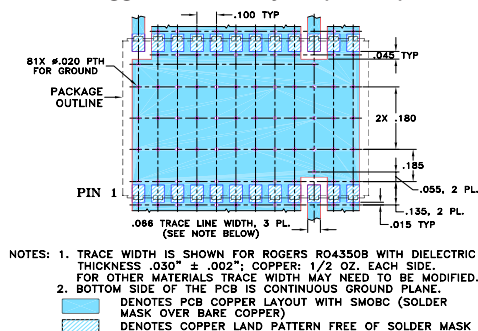 .100 TYP
.045 TYP
81X ø.020 PTH
FOR GROUND
PACKAGE
OUTLINE
2X .180
.185
PIN 1
.055, 2 PL.
.135, 2 PL.
.015 TYP
.066 TRACE LINE WIDTH, 3 PL.
(SEE NOTE BELOW)
NOTES: 1. TRACE WIDTH IS SHOWN FOR ROGERS RO4350B WITH DIELECTRIC
THICKNESS .030" ± .002"; COPPER: 1/2 OZ. EACH SIDE.
FOR OTHER MATERIALS TRACE WIDTH MAY NEED TO BE MODIFIED.
2. BOTTOM SIDE OF THE PCB IS CONTINUOUS GROUND PLANE.
DENOTES PCB COPPER LAYOUT WITH SMOBC (SOLDER
MASK OVER BARE COPPER)
DENOTES COPPER LAND PATTERN FREE OF SOLDER MASK